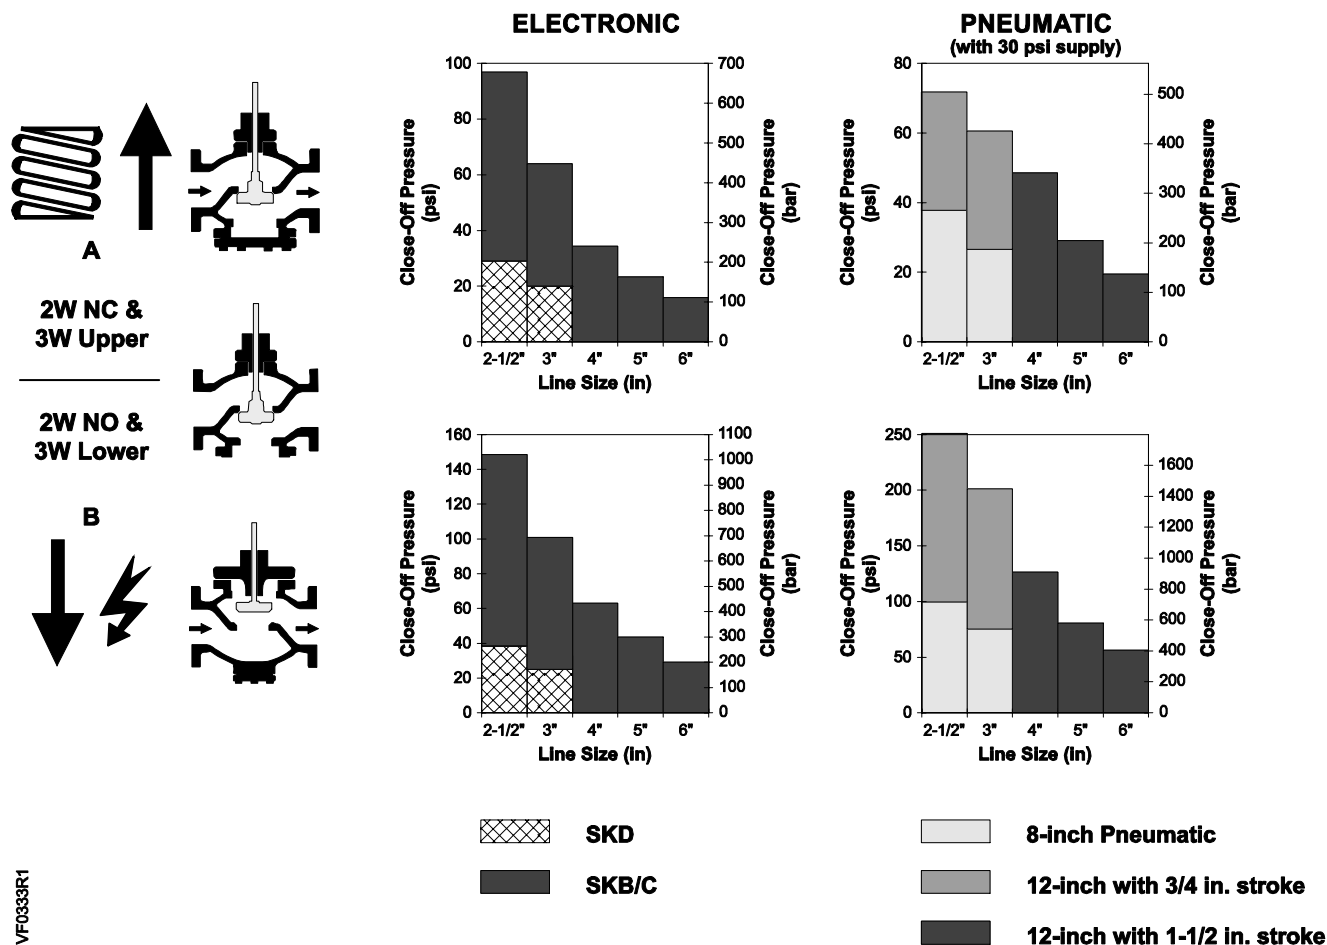 ELECTRONIC
PNEUMATIC
(with 30 psi supply)
A
2W NC &
3W Upper
2W NO &
3W Lower
B
Close-Off Pressure
(psi)
100
80
60
40
20
0
700
600
500
400
300
200
100
0
Close-Off Pressure
(bar)
2-1/2" 3" 4" 5" 6"
Line Size (in)
Close-Off Pressure
(psi)
80
60
40
20
0
500
400
300
200
100
0
Close-Off Pressure
(bar)
2-1/2" 3" 4" 5" 6"
Line Size (in)
Close-Off Pressure
(psi)
160
140
120
100
80
60
40
20
0
1100
1000
900
800
700
600
500
400
300
200
100
0
Close-Off Pressure
(bar)
2-1/2" 3" 4" 5" 6"
Line Size (in)
Close-Off Pressure
(psi)
250
200
150
100
50
0
1600
1400
1200
1000
800
600
400
200
0
Close-Off Pressure
(bar)
2-1/2" 3" 4" 5" 6"
Line Size (in)
SKD
SKB/C
8-inch Pneumatic
12-inch with 3/4 in. stroke
12-inch with 1-1/2 in. stroke
VF0333R1